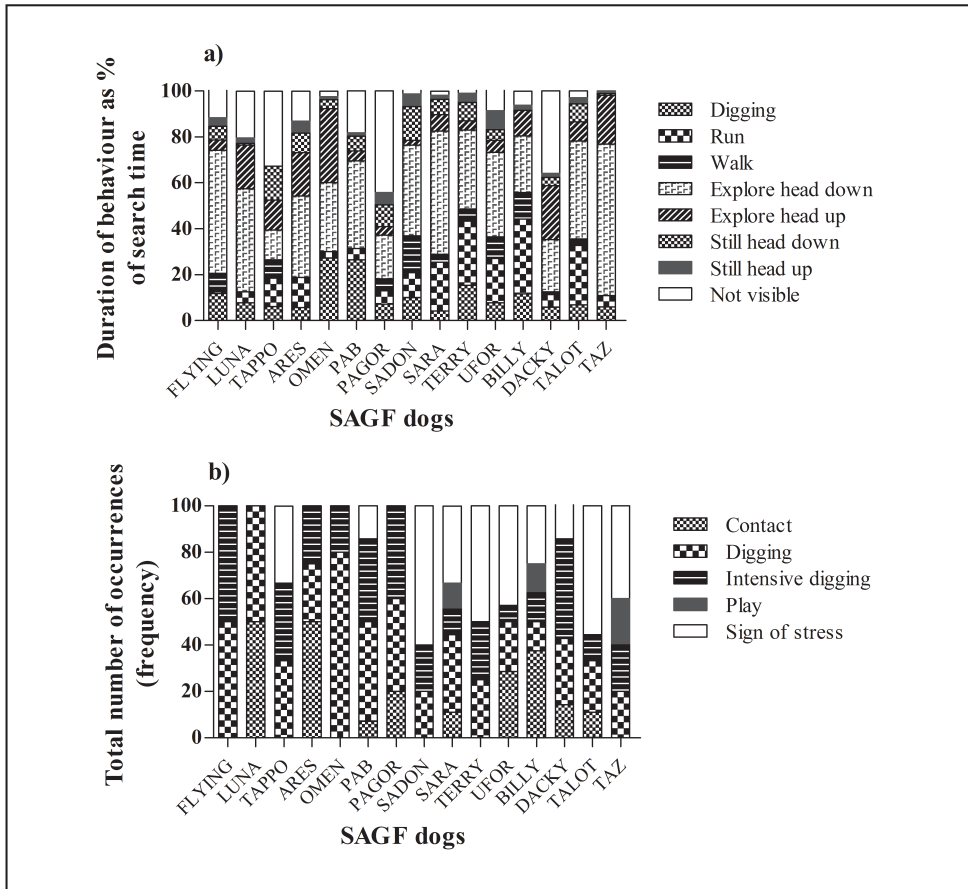 a)
Duration of behaviour as %
of search time
100
80
60
40
20
0
FLYING
LUNA
TAPPO
ARES
OMEN
PAB
PAGOR
SADON
SARA
TERRY
UFOR
BILLY
DACKY
TALOT
TAZ
SAGF dogs
Digging
Run
Walk
Explore head down
Explore head up
Still head down
Still head up
Not visible
b)
Total number of occurrences
(frequency)
100
80
60
40
20
0
FLYING
LUNA
TAPPO
ARES
OMEN
PAB
PAGOR
SADON
SARA
TERRY
UFOR
BILLY
DACKY
TALOT
TAZ
SAGF dogs
Contact
Digging
Intensive digging
Play
Sign of stress